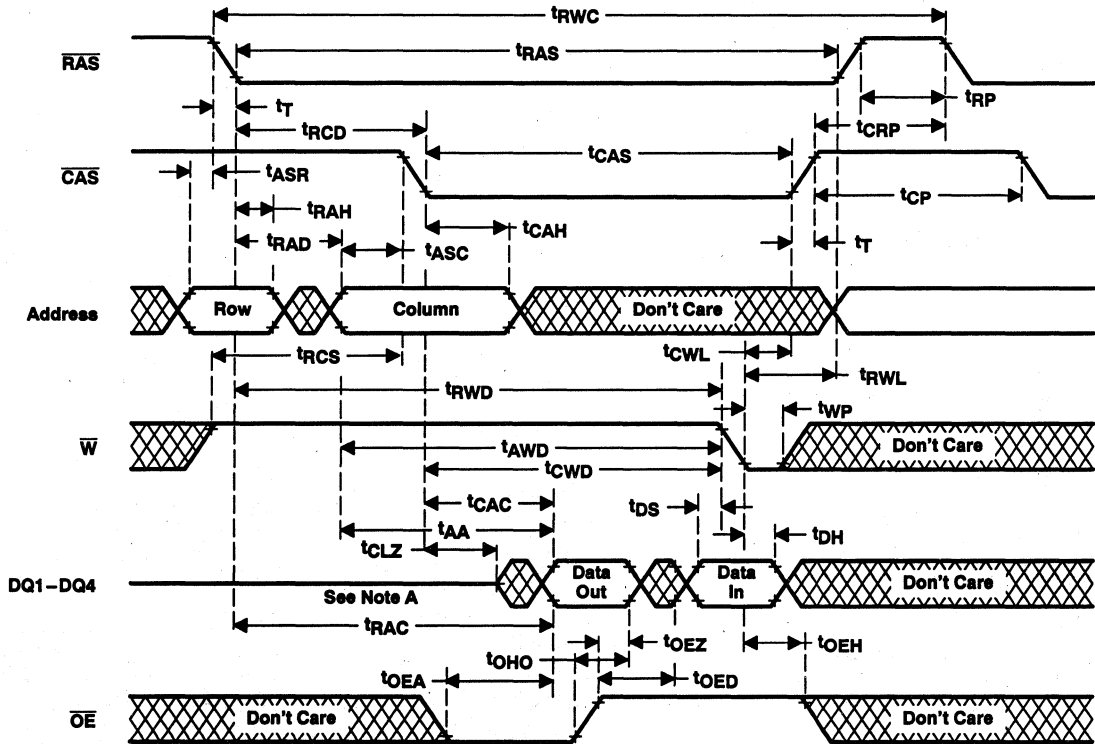 tRWC
RAS
tRAS
tT
tRP
tRCD
tCRP
CAS
tASR
tCAS
tCP
tRAH
tRAD
tASC
tCAH
tT
Address
Row
Column
Don't Care
tRCS
tCWL
tRWL
tRWD
tWP
W
tAWD
Don't Care
tCWD
tCAC
tDS
tAA
tDH
tCLZ
DQ1–DQ4
See Note A
Data Out
Data In
Don't Care
tRAC
tOEZ
tOEH
tOHO
tOEA
tOED
OE
Don't Care
Don't Care